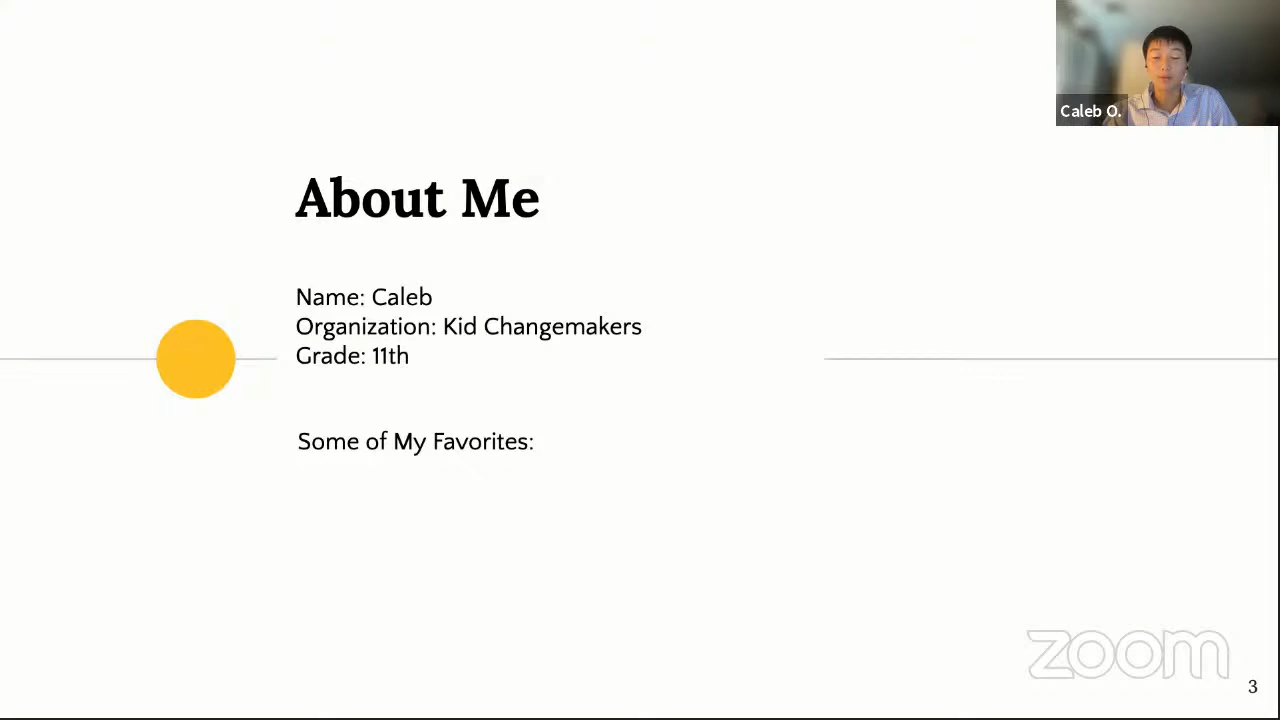 Caleb O.
About Me
Name: Caleb
Organization: Kid Changemakers
Grade: 11th
Some of My Favorites:
zoom
3